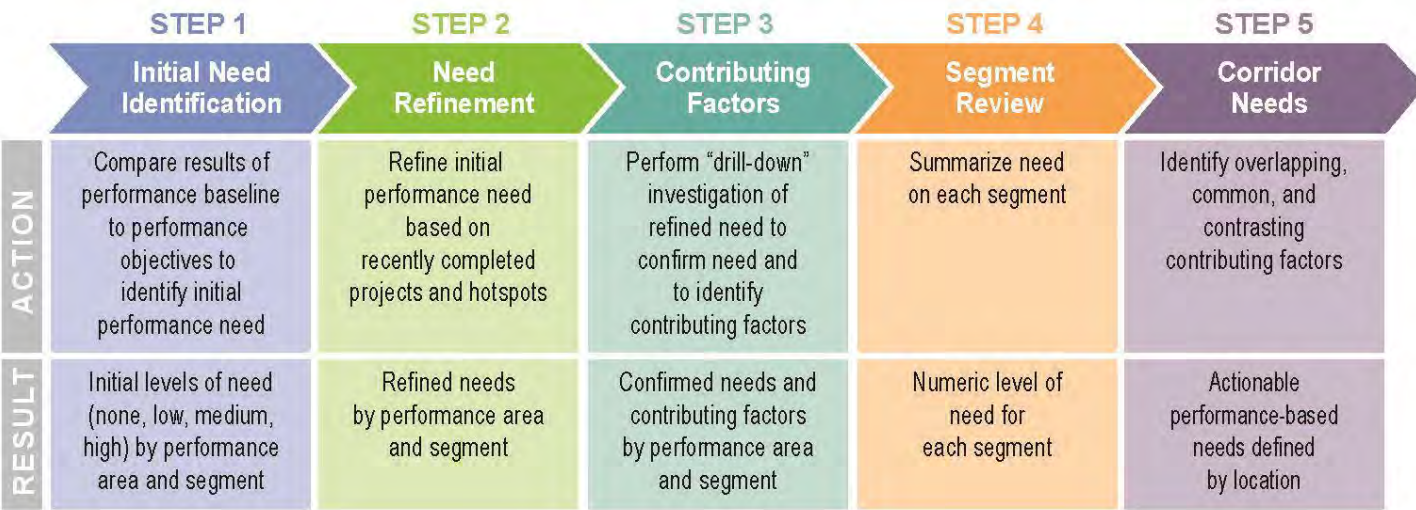 STEP 1
STEP 2
STEP 3
STEP 4
STEP 5
Initial Need
Identification
Need
Refinement
Contributing
Factors
Segment
Review
Corridor
Needs
ACTION
Compare results of
performance baseline
to performance
objectives to
identify initial
performance need
Refine initial
performance need
based on
recently completed
projects and hotspots
Perform “drill-down”
investigation of
refined need to
confirm need and
to identify
contributing factors
Summarize need
on each segment
Identify overlapping,
common, and
contrasting
contributing factors
RESULT
Initial levels of need
(none, low, medium,
high) by performance
area and segment
Refined needs
by performance area
and segment
Confirmed needs and
contributing factors
by performance area
and segment
Numeric level of
need for
each segment
Actionable
performance-based
needs defined
by location